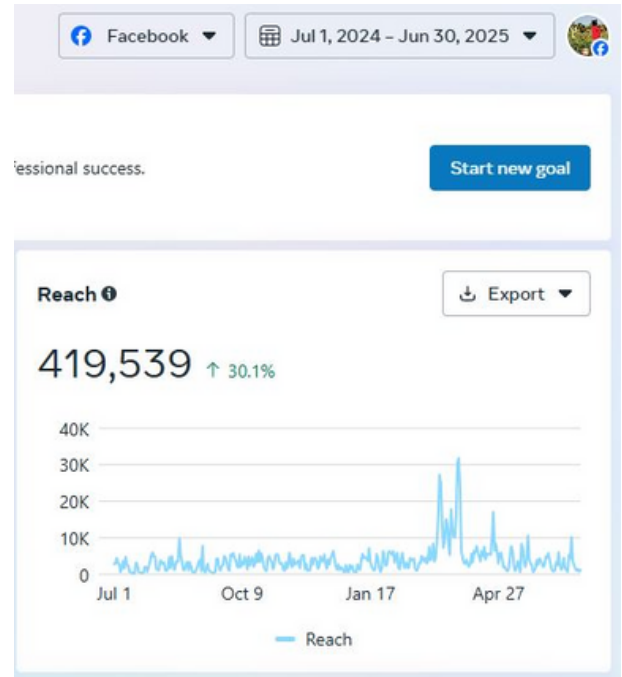 Facebook
Jul 1, 2024 – Jun 30, 2025
essional success.
Start new goal
Reach
Export
419,539 ↑ 30.1%
40K
30K
20K
10K
0
Jul 1 Oct 9 Jan 17 Apr 27
Reach